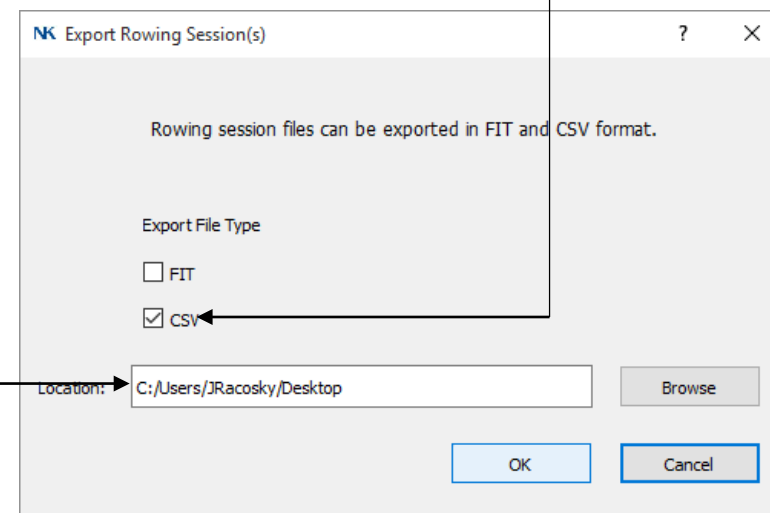 NK Export Rowing Session(s) ?
Rowing session files can be exported in FIT and CSV format.
Export File Type
FIT
CSV
Location: C:/Users/JRacosky/Desktop Browse
OK Cancel